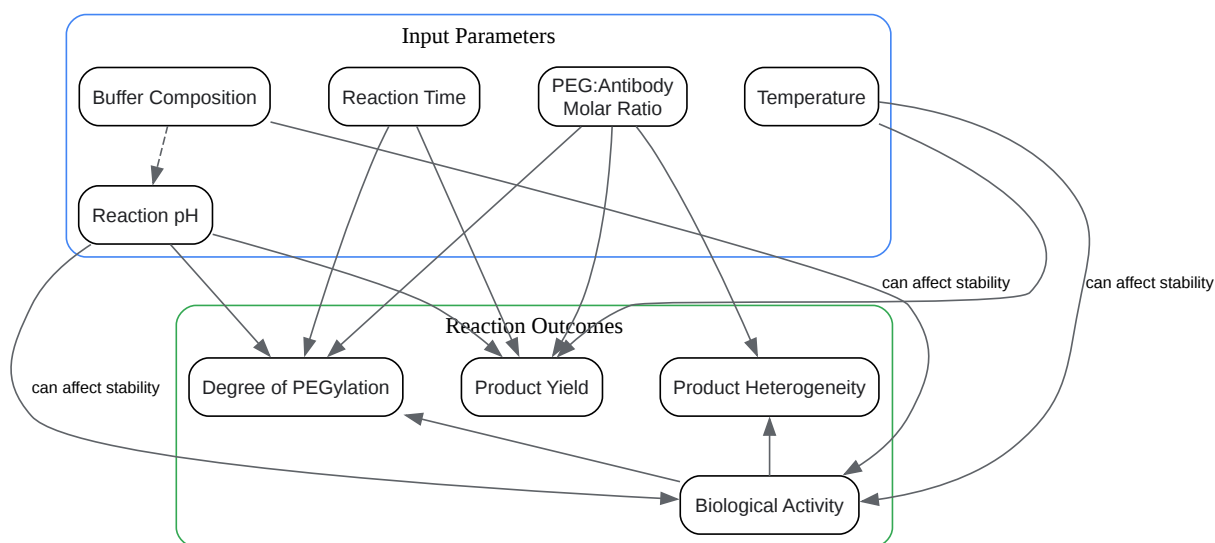 Input Parameters
Buffer Composition
Reaction Time
PEG:Antibody
Molar Ratio
Temperature
Reaction pH
can affect stability
can affect stability
Reaction Outcomes
can affect stability
Degree of PEGylation
Product Yield
Product Heterogeneity
Biological Activity